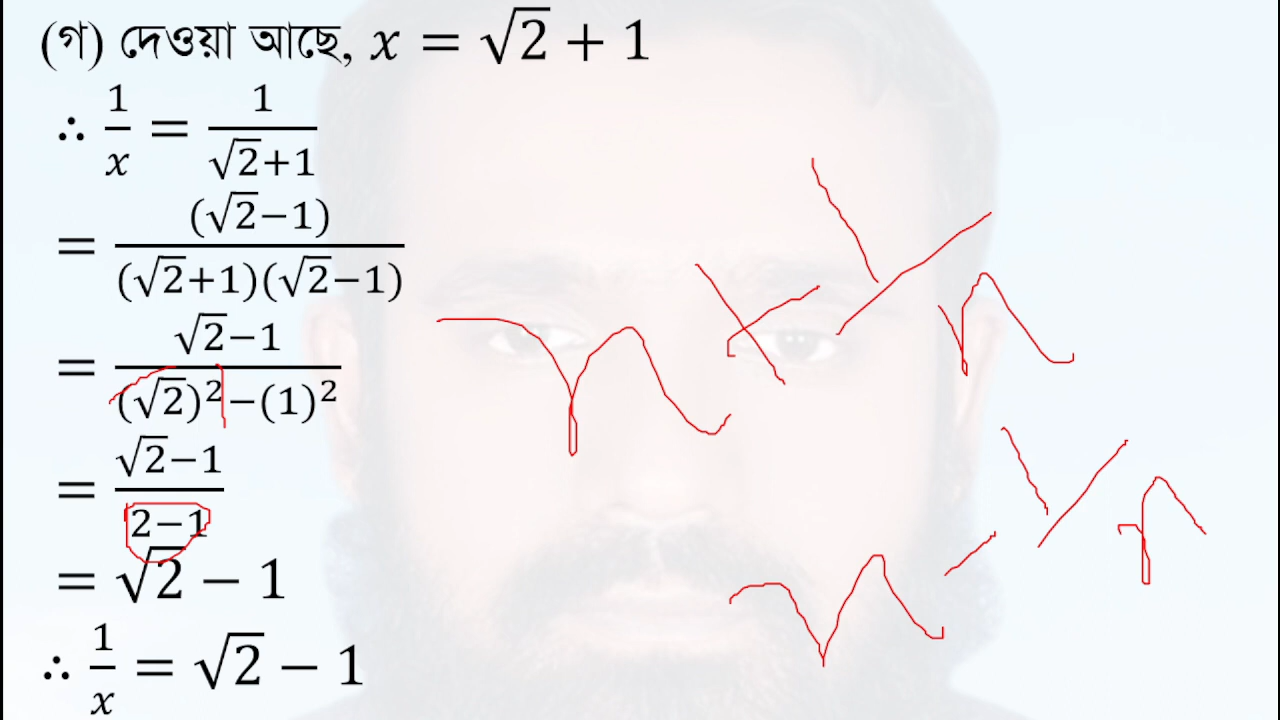 (গ) দেওয়া আছে, x = √2 + 1
∴ 1/x = 1/(√2+1)
= (√2−1)/((√2+1)(√2−1))
= (√2−1)/((√2)²−(1)²)
= (√2−1)/(2−1)
= √2 − 1
∴ 1/x = √2 − 1